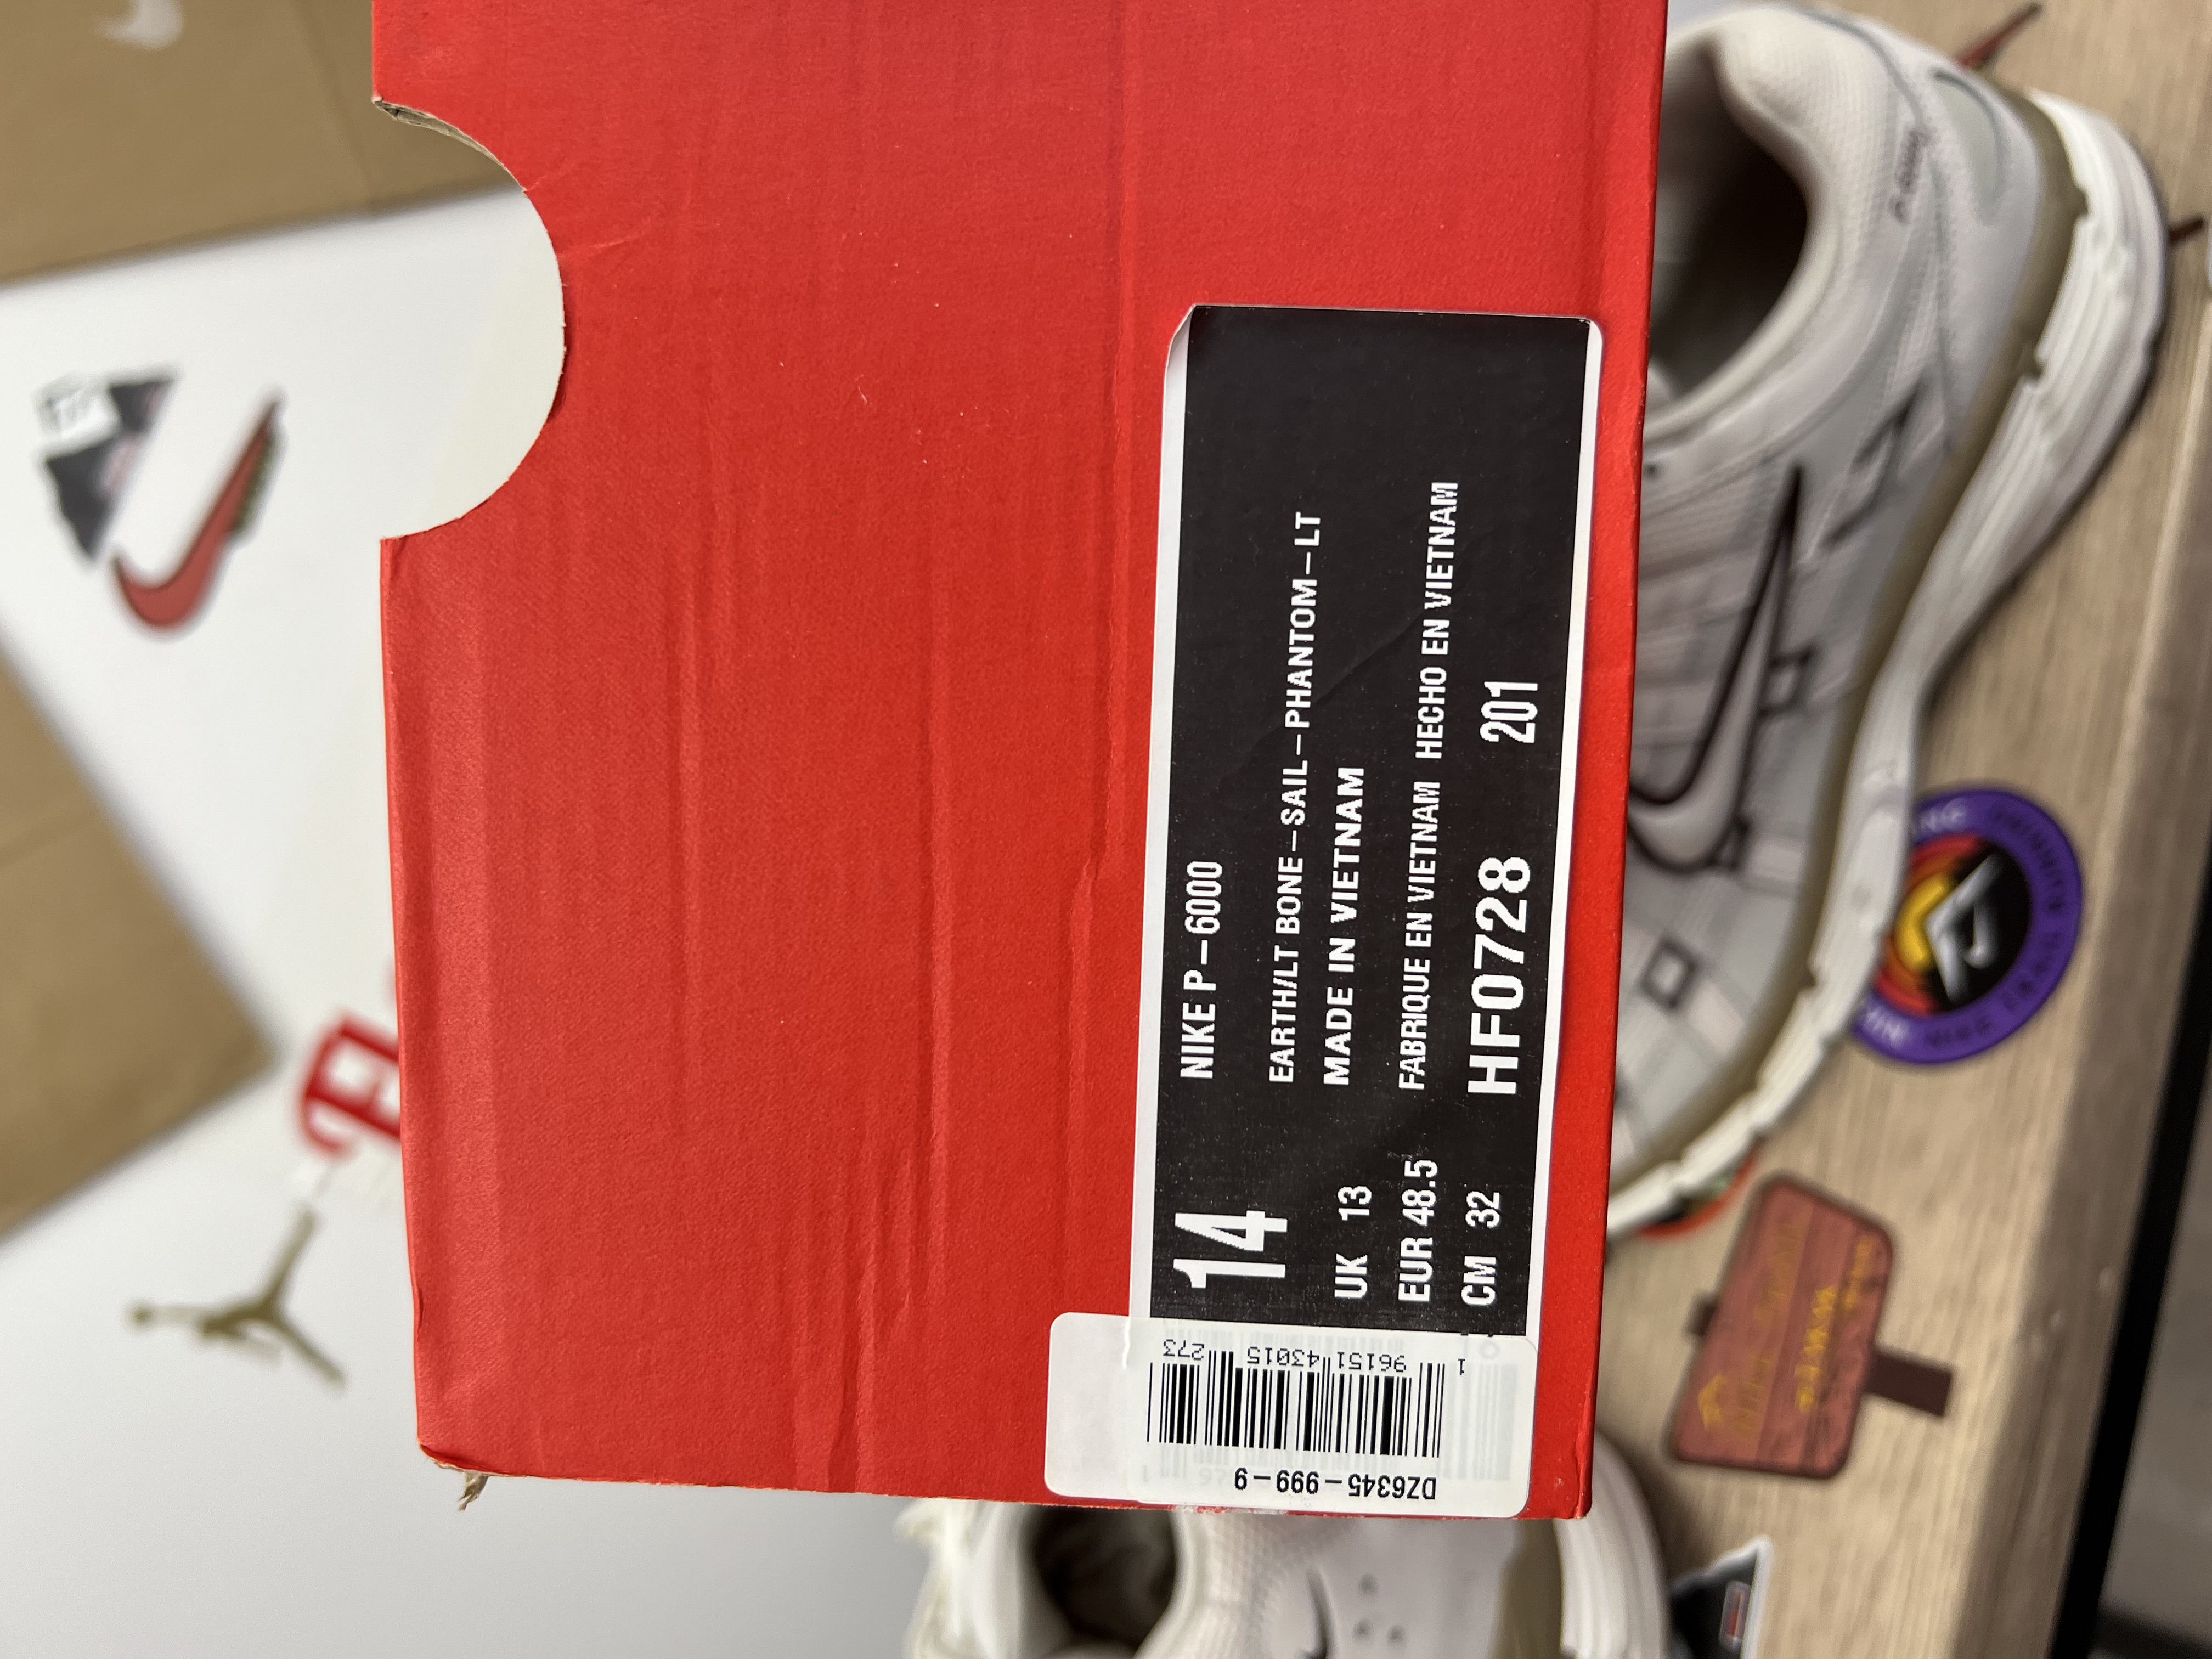 14
UK 13
EUR 48.5
CM 32
NIKE P-6000
EARTH/LT BONE-SAIL-PHANTOM-LT
MADE IN VIETNAM
FABRIQUE EN VIETNAM HECHO EN VIETNAM
HF0728 201
DZ6345-999-9
1 96151 43015 273